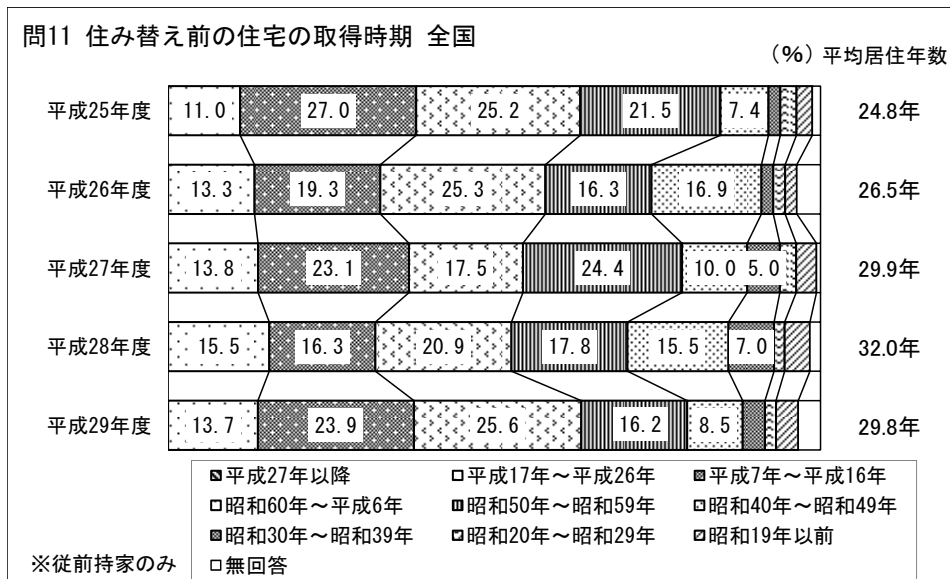 問11 住み替え前の住宅の取得時期 全国
(%) 平均居住年数
平成25年度 11.0 27.0 25.2 21.5 7.4 24.8年
平成26年度 13.3 19.3 25.3 16.3 16.9 26.5年
平成27年度 13.8 23.1 17.5 24.4 10.0 5.0 29.9年
平成28年度 15.5 16.3 20.9 17.8 15.5 7.0 32.0年
平成29年度 13.7 23.9 25.6 16.2 8.5 29.8年
平成27年以降 平成17年～平成26年 平成7年～平成16年
昭和60年～平成6年 昭和50年～昭和59年 昭和40年～昭和49年
昭和30年～昭和39年 昭和20年～昭和29年 昭和19年以前
※従前持家のみ 無回答